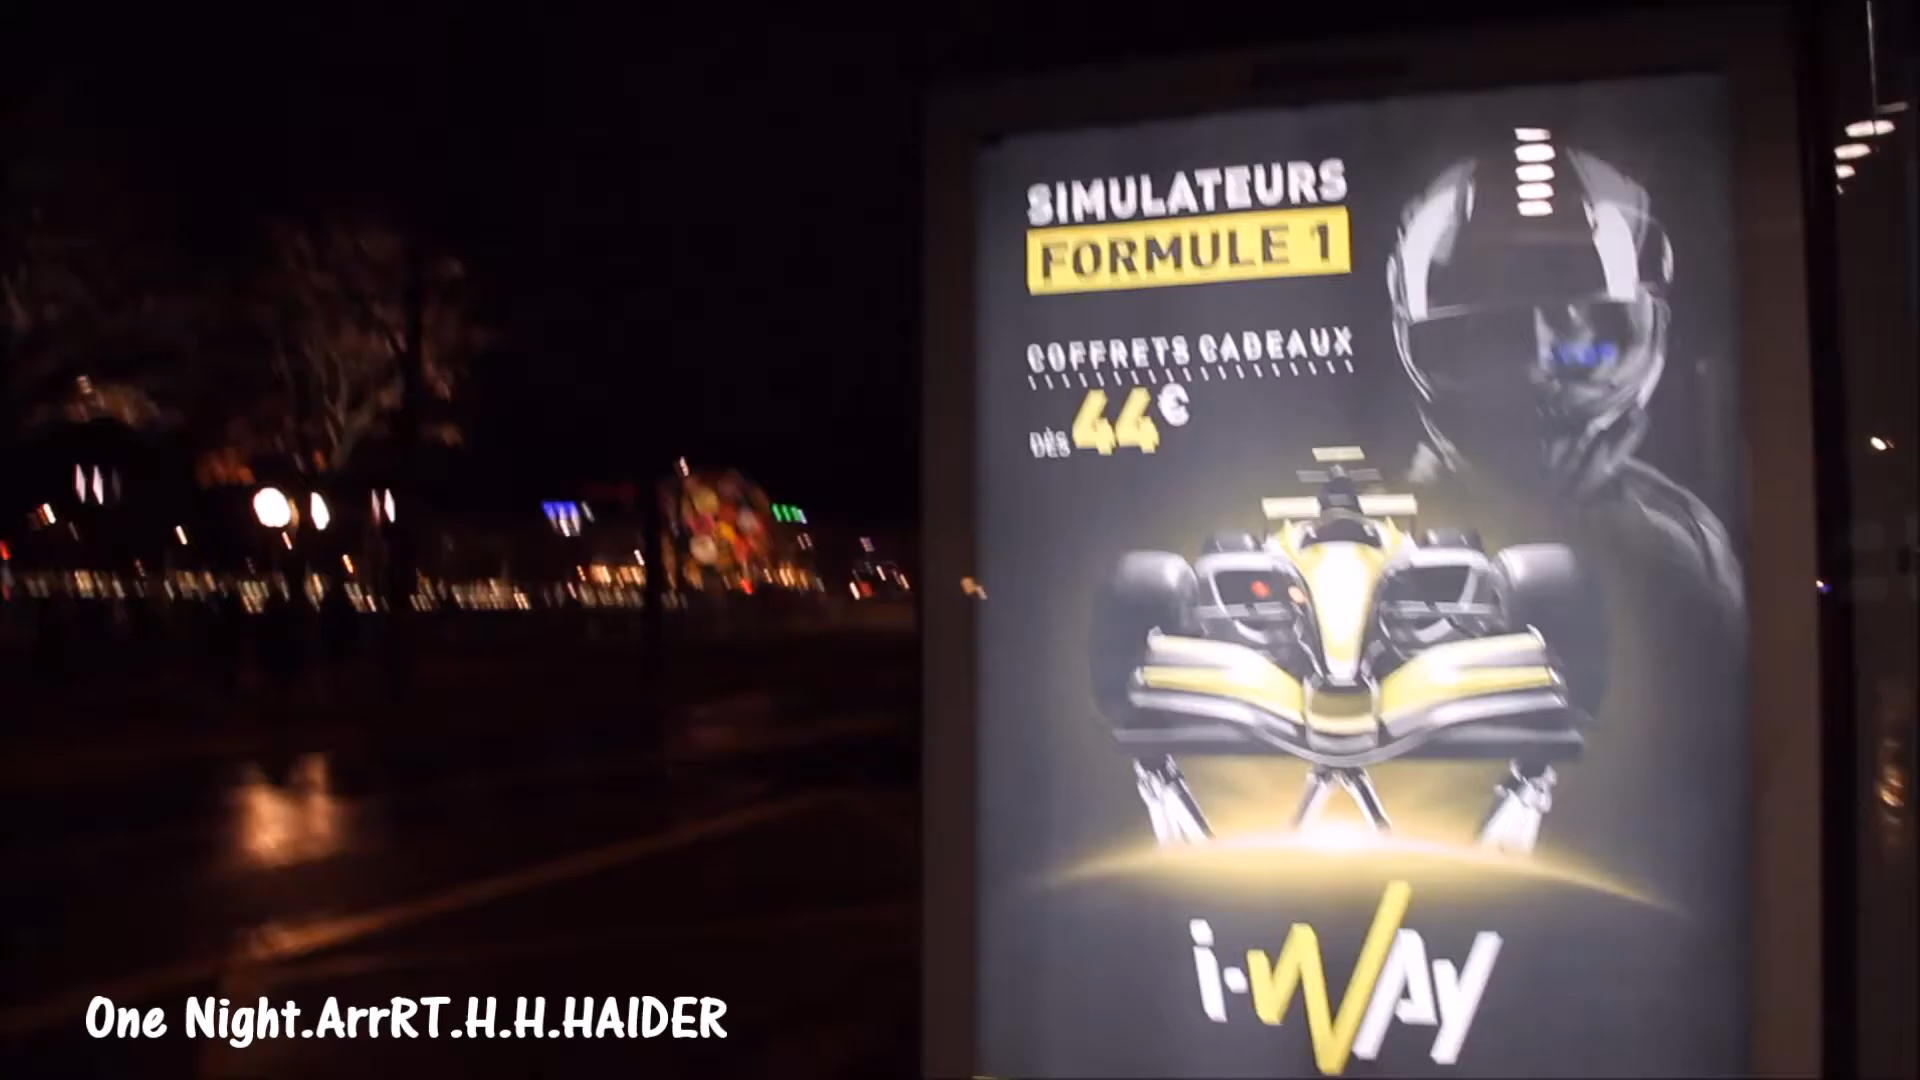 SIMULATEURS
FORMULE 1
COFFRETS CADEAUX
DÈS 44€
i-WAy
One Night.ArrRT.H.H.HAIDER